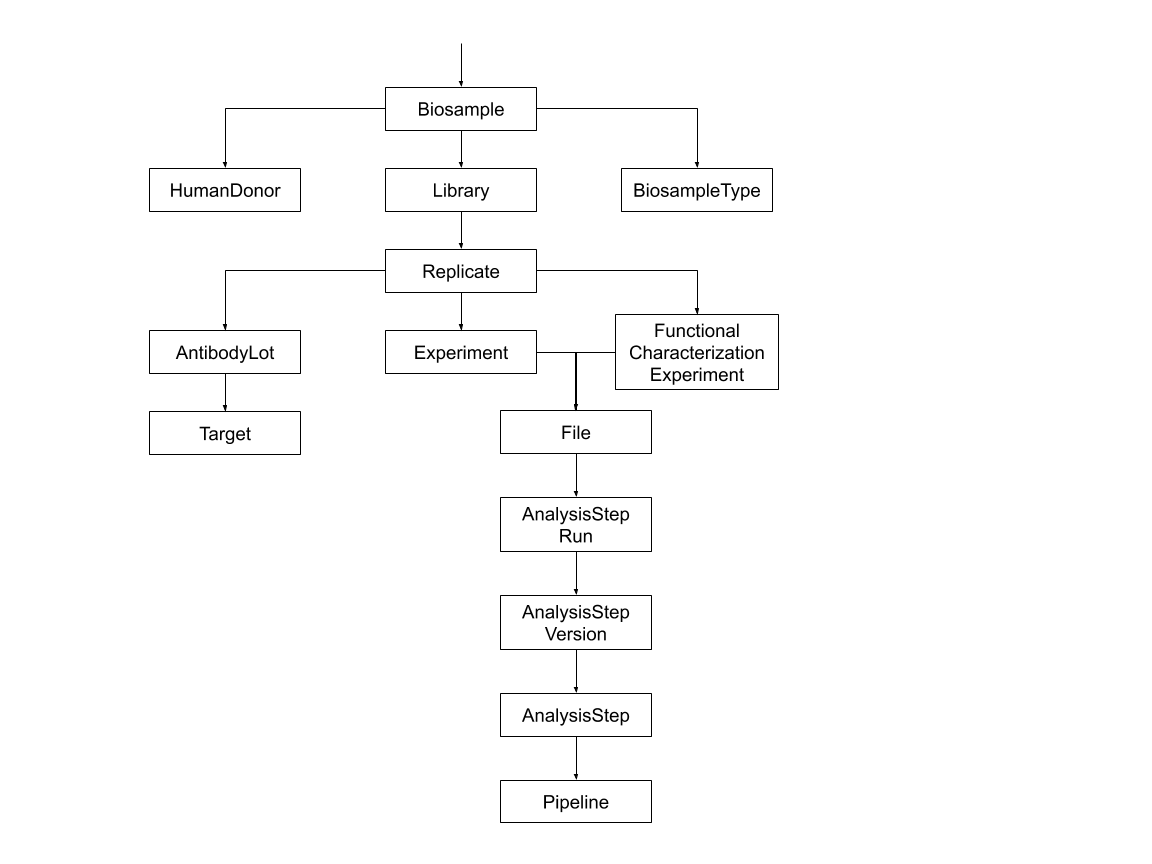 Biosample
HumanDonor
Library
BiosampleType
Replicate
AntibodyLot
Experiment
Functional
Characterization
Experiment
Target
File
AnalysisStep
Run
AnalysisStep
Version
AnalysisStep
Pipeline